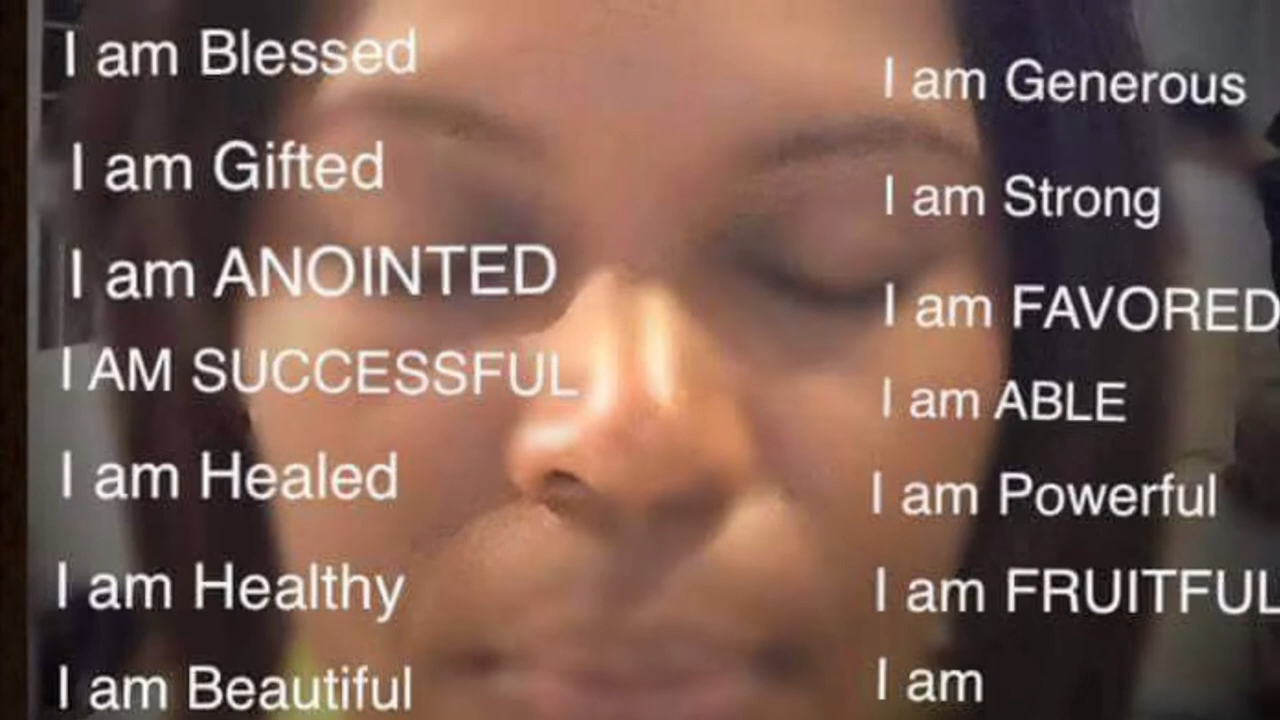 I am Blessed
I am Gifted
I am ANOINTED
I AM SUCCESSFUL
I am Healed
I am Healthy
I am Beautiful
I am Generous
I am Strong
I am FAVORED
I am ABLE
I am Powerful
I am FRUITFUL
I am